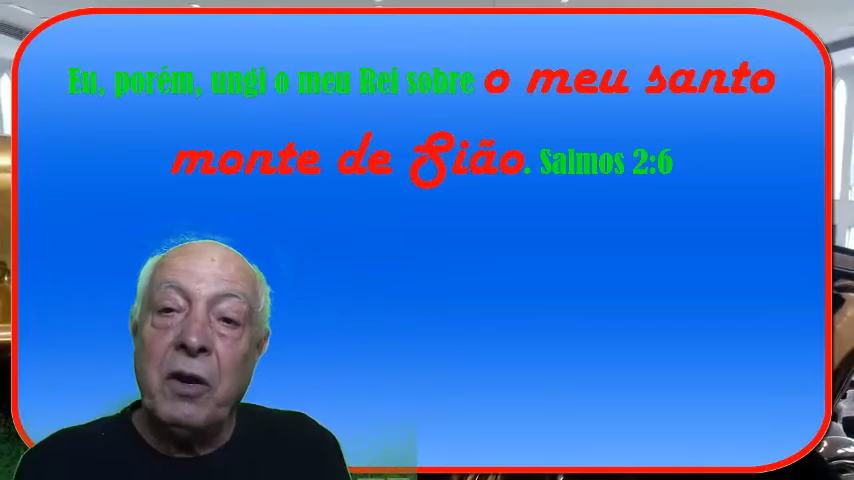 Eu, porém, ungi o meu Rei sobre o meu santo
monte de Sião. Salmos 2:6